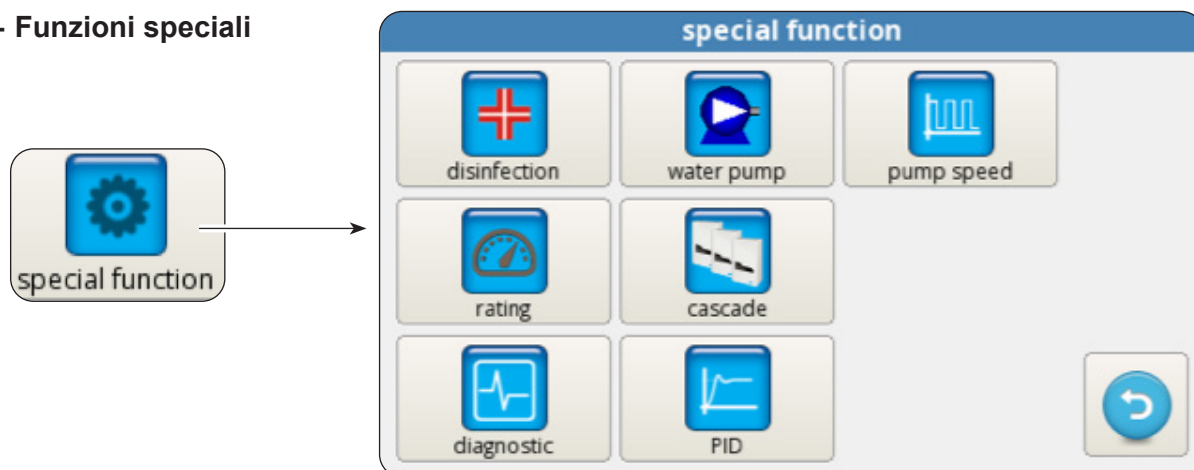 - Funzioni speciali
special function
special function
disinfection
water pump
pump speed
rating
cascade
diagnostic
PID